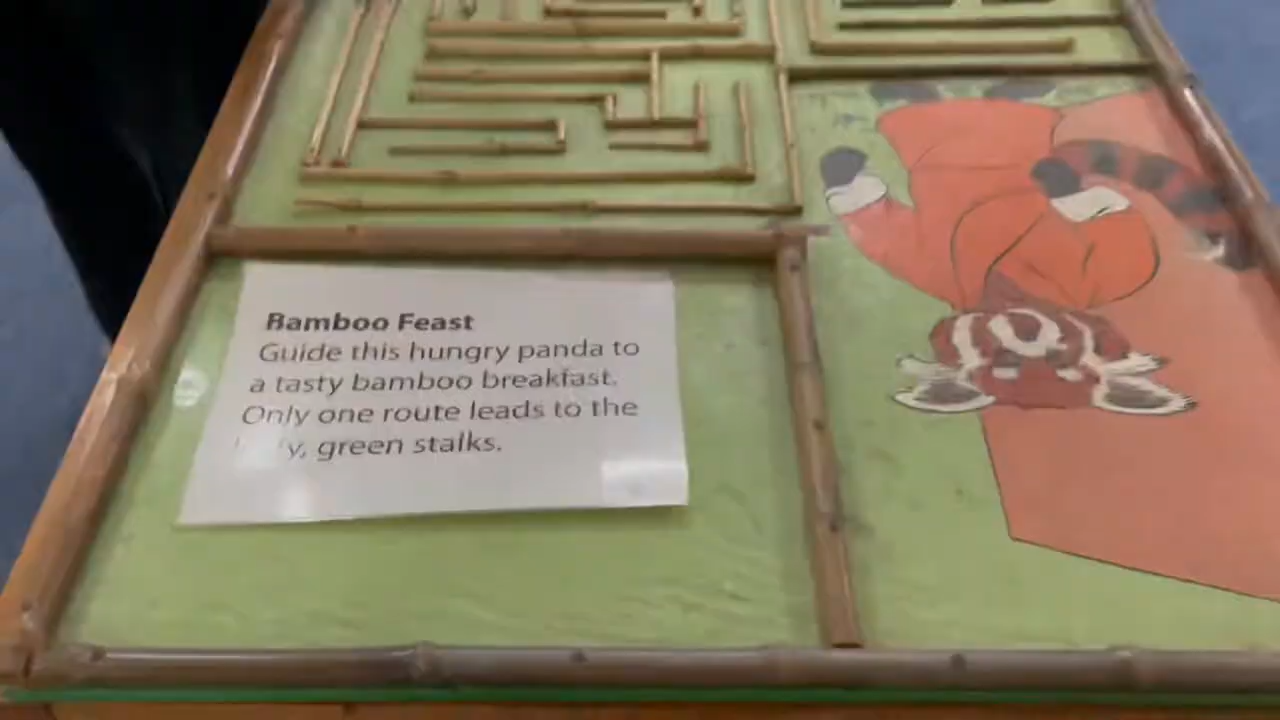 Bamboo Feast
Guide this hungry panda to
a tasty bamboo breakfast.
Only one route leads to the
green stalks.